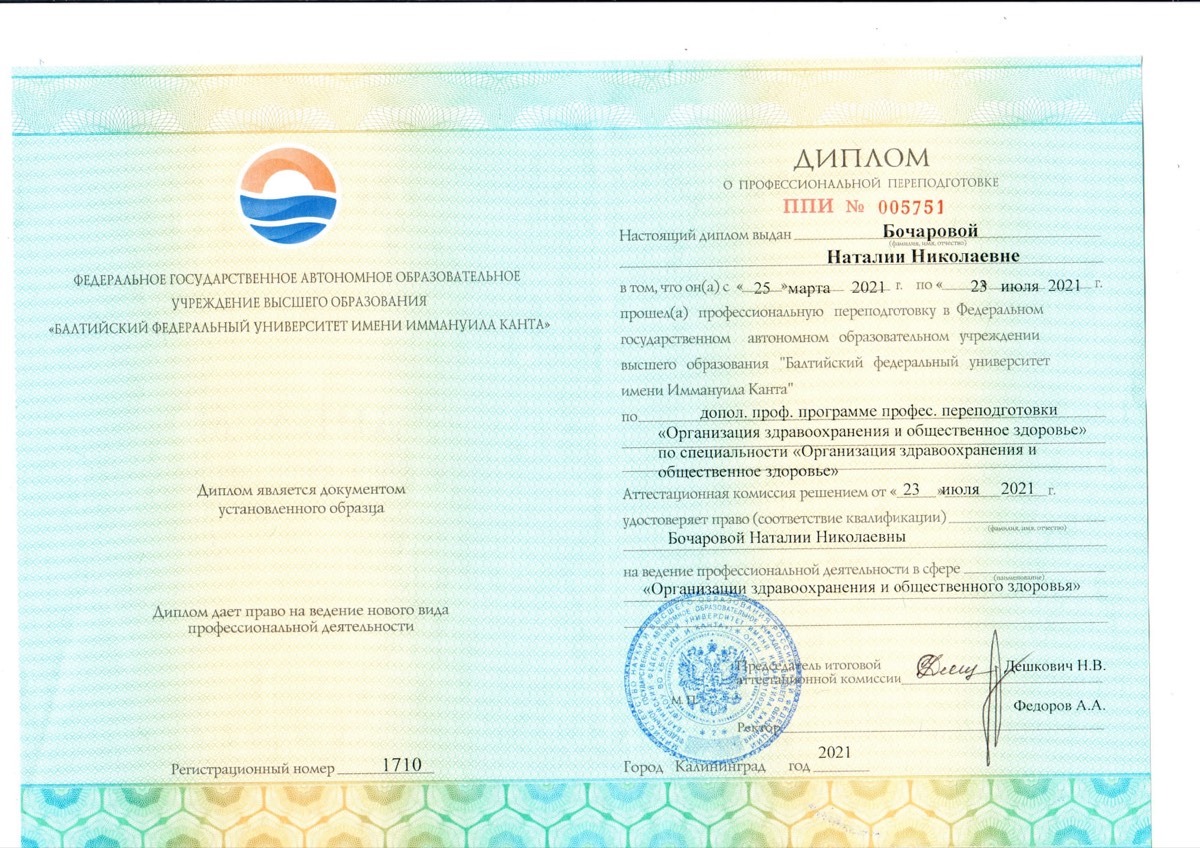 ФЕДЕРАЛЬНОЕ ГОСУДАРСТВЕННОЕ АВТОНОМНОЕ ОБРАЗОВАТЕЛЬНОЕ
УЧРЕЖДЕНИЕ ВЫСШЕГО ОБРАЗОВАНИЯ
«БАЛТИЙСКИЙ ФЕДЕРАЛЬНЫЙ УНИВЕРСИТЕТ ИМЕНИ ИММАНУИЛА КАНТА»
Диплом является документом
установленного образца
Диплом дает право на ведение нового вида
профессиональной деятельности
Регистрационный номер 1710
ДИПЛОМ
О ПРОФЕССИОНАЛЬНОЙ ПЕРЕПОДГОТОВКЕ
ППИ № 005751
Настоящий диплом выдан Бочаровой
(фамилия, имя, отчество)
Наталии Николаевне
в том, что он(а) с «25» марта 2021 г. по «23» июля 2021 г.
прошел(а) профессиональную переподготовку в Федеральном
государственном автономном образовательном учреждении
высшего образования "Балтийский федеральный университет
имени Иммануила Канта"
по допол. проф. программе профес. переподготовки
«Организация здравоохранения и общественное здоровье»
по специальности «Организация здравоохранения и
общественное здоровье»
Аттестационная комиссия решением от «23» июля 2021 г.
удостоверяет право (соответствие квалификации)
(фамилия, имя, отчество)
Бочаровой Наталии Николаевны
на ведение профессиональной деятельности в сфере
(наименование)
«Организации здравоохранения и общественного здоровья»
Председатель итоговой
аттестационной комиссии Дешкович Н.В.
М.П.
Федоров А.А.
Ректор
Город Калининград год 2021